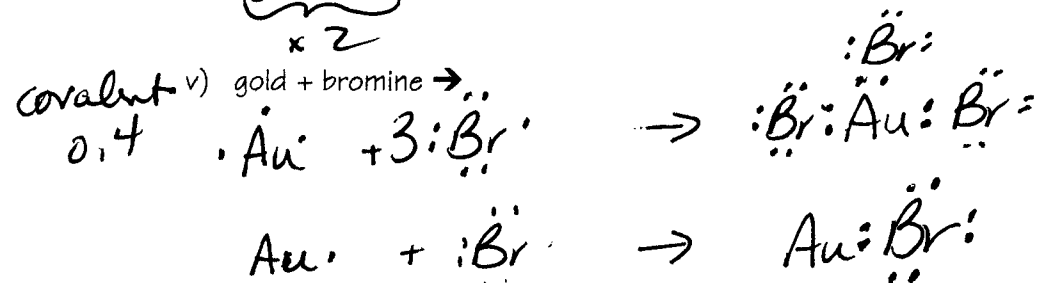 x 2
:Br:
covalent v) gold + bromine →
0,4 ·Au· + 3 :Br· → :Br:Au:Br:
Au· + :Br· → Au:Br: